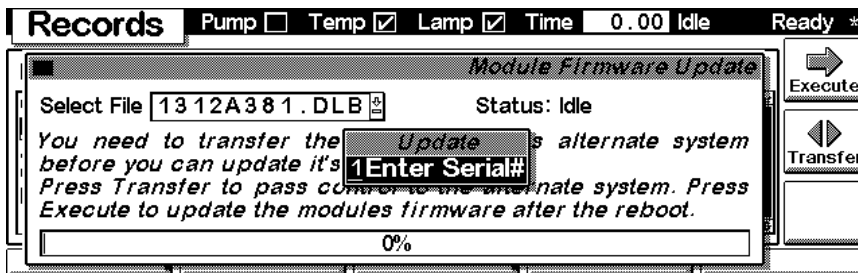 Records Pump Temp Lamp Time 0.00 Idle Ready *
Module Firmware Update
Execute
Select File 1312A381.DLB Status: Idle
You need to transfer the Update s alternate system
before you can update it's 1Enter Serial#
Transfer
Press Transfer to pass control to the alternate system. Press
Execute to update the modules firmware after the reboot.
0%